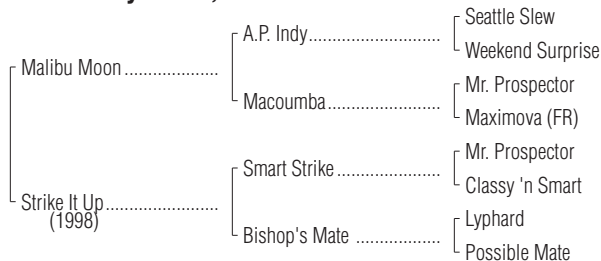 Seattle Slew
A.P. Indy
Weekend Surprise
Malibu Moon
Mr. Prospector
Macoumba
Maximova (FR)
Mr. Prospector
Smart Strike
Classy 'n Smart
Strike It Up
(1998)
Lyphard
Bishop's Mate
Possible Mate